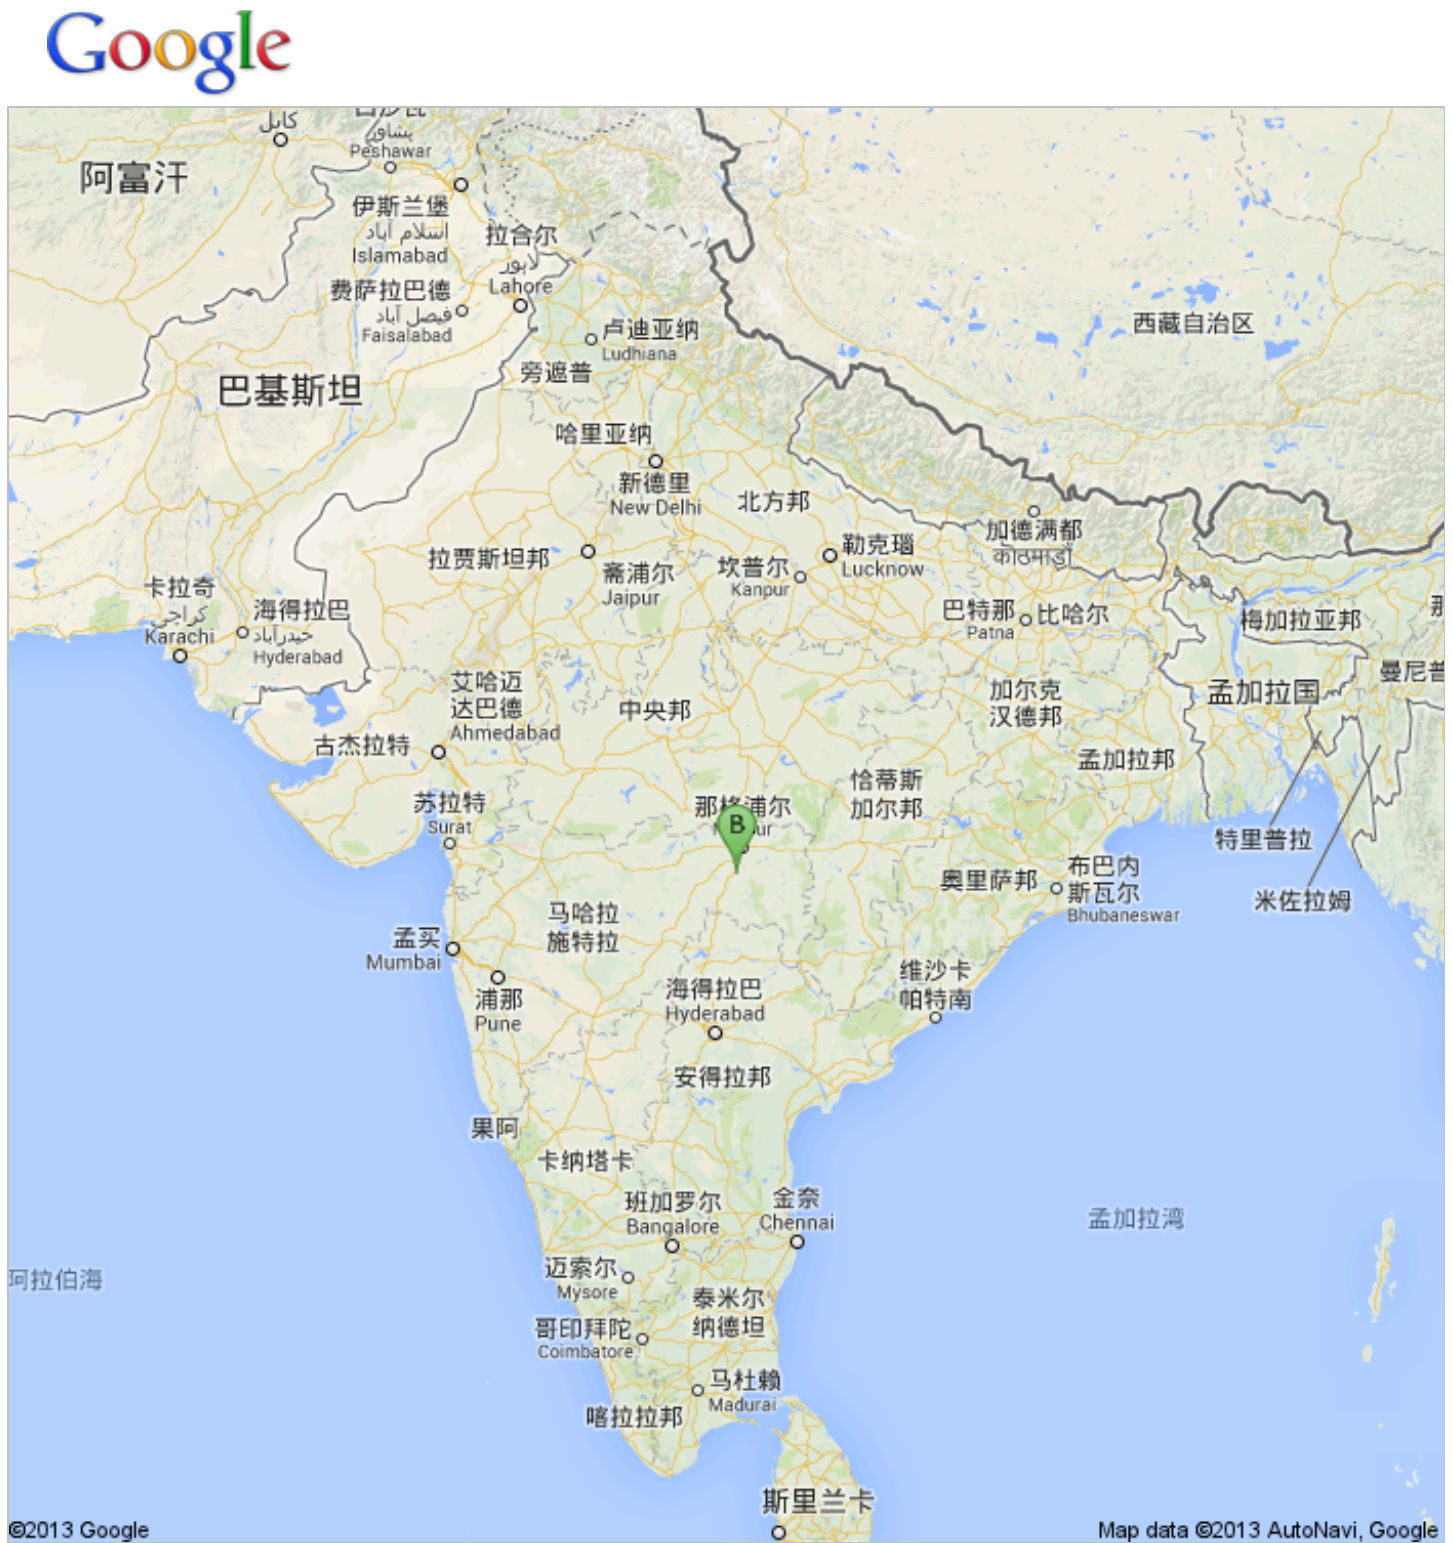 Google
کابل
پشاور
Peshawar
阿富汗
伊斯兰堡
اسلام آباد
Islamabad
拉合尔
لاہور
Lahore
费萨拉巴德
فیصل آباد
Faisalabad
卢迪亚纳
Ludhiana
西藏自治区
旁遮普
巴基斯坦
哈里亚纳
新德里
New Delhi
北方邦
加德满都
काठमाडौं
拉贾斯坦邦
斋浦尔
Jaipur
坎普尔
Kanpur
勒克瑙
Lucknow
卡拉奇
کراچی
Karachi
海得拉巴
حیدرآباد
Hyderabad
巴特那
Patna
比哈尔
梅加拉亚邦
曼尼普
孟加拉国
艾哈迈
达巴德
Ahmedabad
中央邦
加尔克
汉德邦
古杰拉特
孟加拉邦
苏拉特
Surat
那格浦尔
B
恰蒂斯
加尔邦
特里普拉
米佐拉姆
奥里萨邦
布巴内
斯瓦尔
Bhubaneswar
马哈拉
施特拉
孟买
Mumbai
浦那
Pune
海得拉巴
Hyderabad
维沙卡
帕特南
安得拉邦
果阿
卡纳塔卡
班加罗尔
Bangalore
金奈
Chennai
孟加拉湾
阿拉伯海
迈索尔
Mysore
泰米尔
纳德坦
哥印拜陀
Coimbatore
马杜赖
Madurai
喀拉拉邦
斯里兰卡
©2013 Google
Map data ©2013 AutoNavi, Google